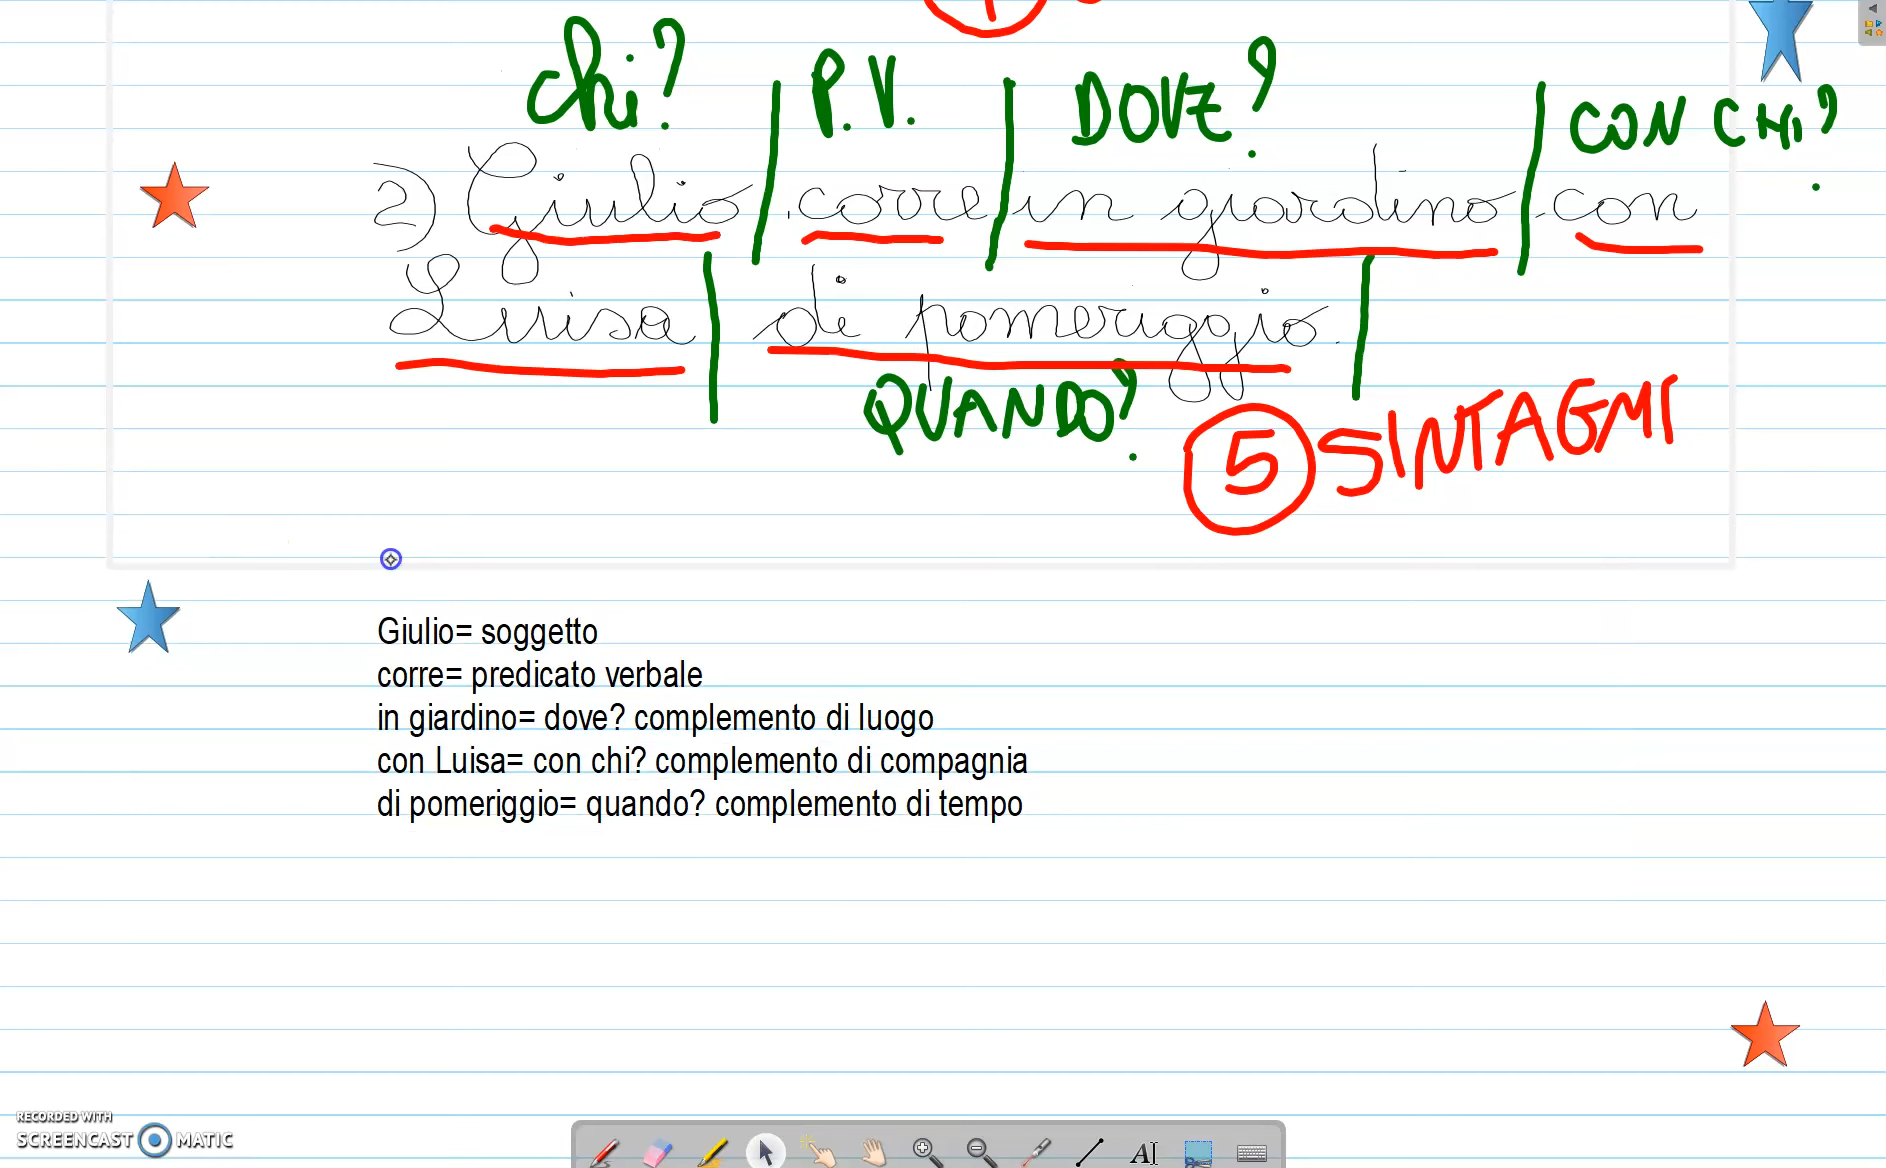 chi? P.V. DOVE? CON CHI?
2) Giulio corre in giardino con
Luisa di pomeriggio.
QUANDO?
5 SINTAGMI
Giulio= soggetto
corre= predicato verbale
in giardino= dove? complemento di luogo
con Luisa= con chi? complemento di compagnia
di pomeriggio= quando? complemento di tempo
RECORDED WITH
SCREENCAST MATIC